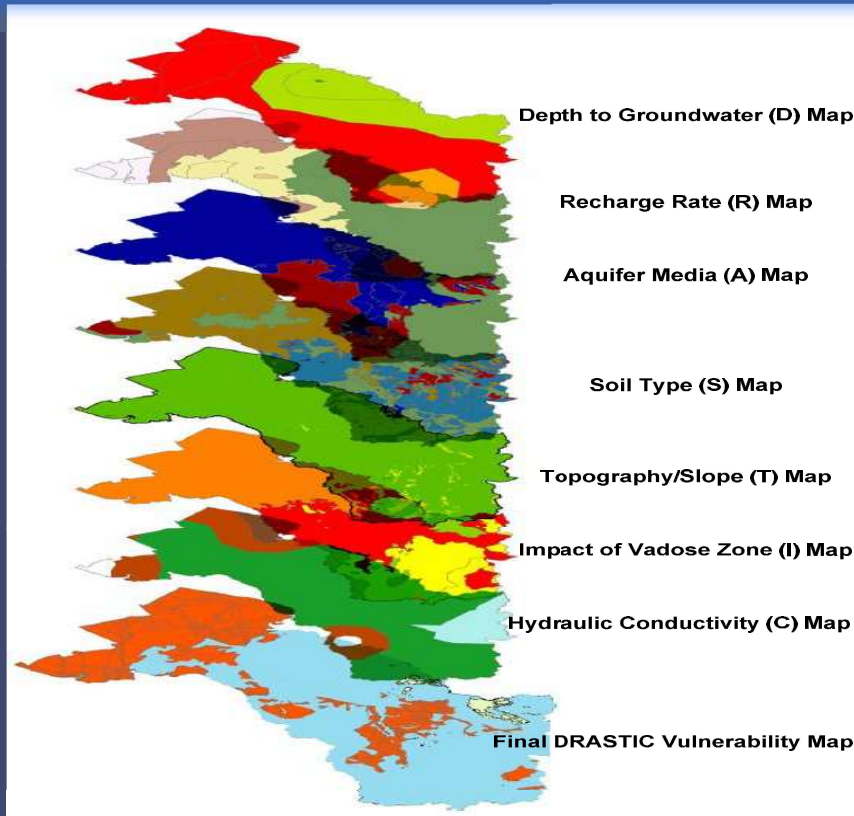 Depth to Groundwater (D) Map
Recharge Rate (R) Map
Aquifer Media (A) Map
Soil Type (S) Map
Topography/Slope (T) Map
Impact of Vadose Zone (I) Map
Hydraulic Conductivity (C) Map
Final DRASTIC Vulnerability Map